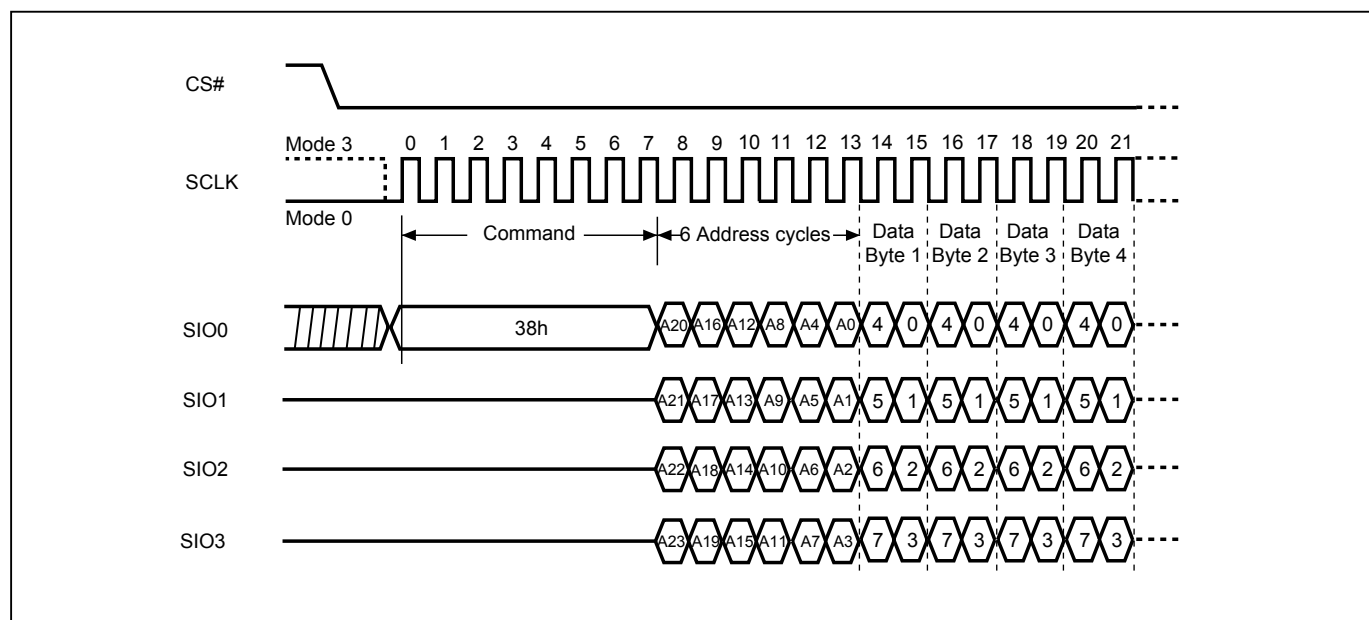 CS#
Mode 3
0 1 2 3 4 5 6 7 8 9 10 11 12 13 14 15 16 17 18 19 20 21
SCLK
Mode 0
Command
6 Address cycles
Data Byte 1
Data Byte 2
Data Byte 3
Data Byte 4
SIO0
38h
A20 A16 A12 A8 A4 A0 4 0 4 0 4 0 4 0
SIO1
A21 A17 A13 A9 A5 A1 5 1 5 1 5 1 5 1
SIO2
A22 A18 A14 A10 A6 A2 6 2 6 2 6 2 6 2
SIO3
A23 A19 A15 A11 A7 A3 7 3 7 3 7 3 7 3